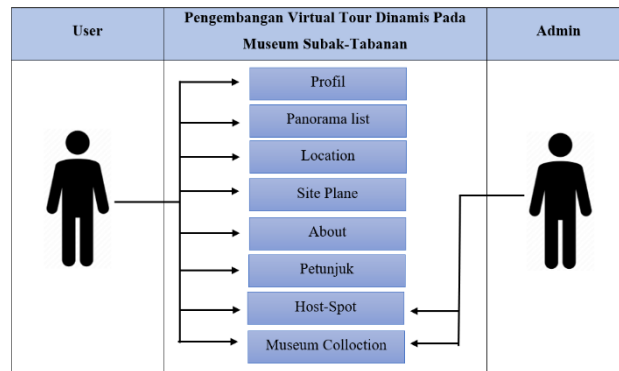 User
Pengembangan Virtual Tour Dinamis Pada
Museum Subak-Tabanan
Admin
Profil
Panorama list
Location
Site Plane
About
Petunjuk
Host-Spot
Museum Colloction